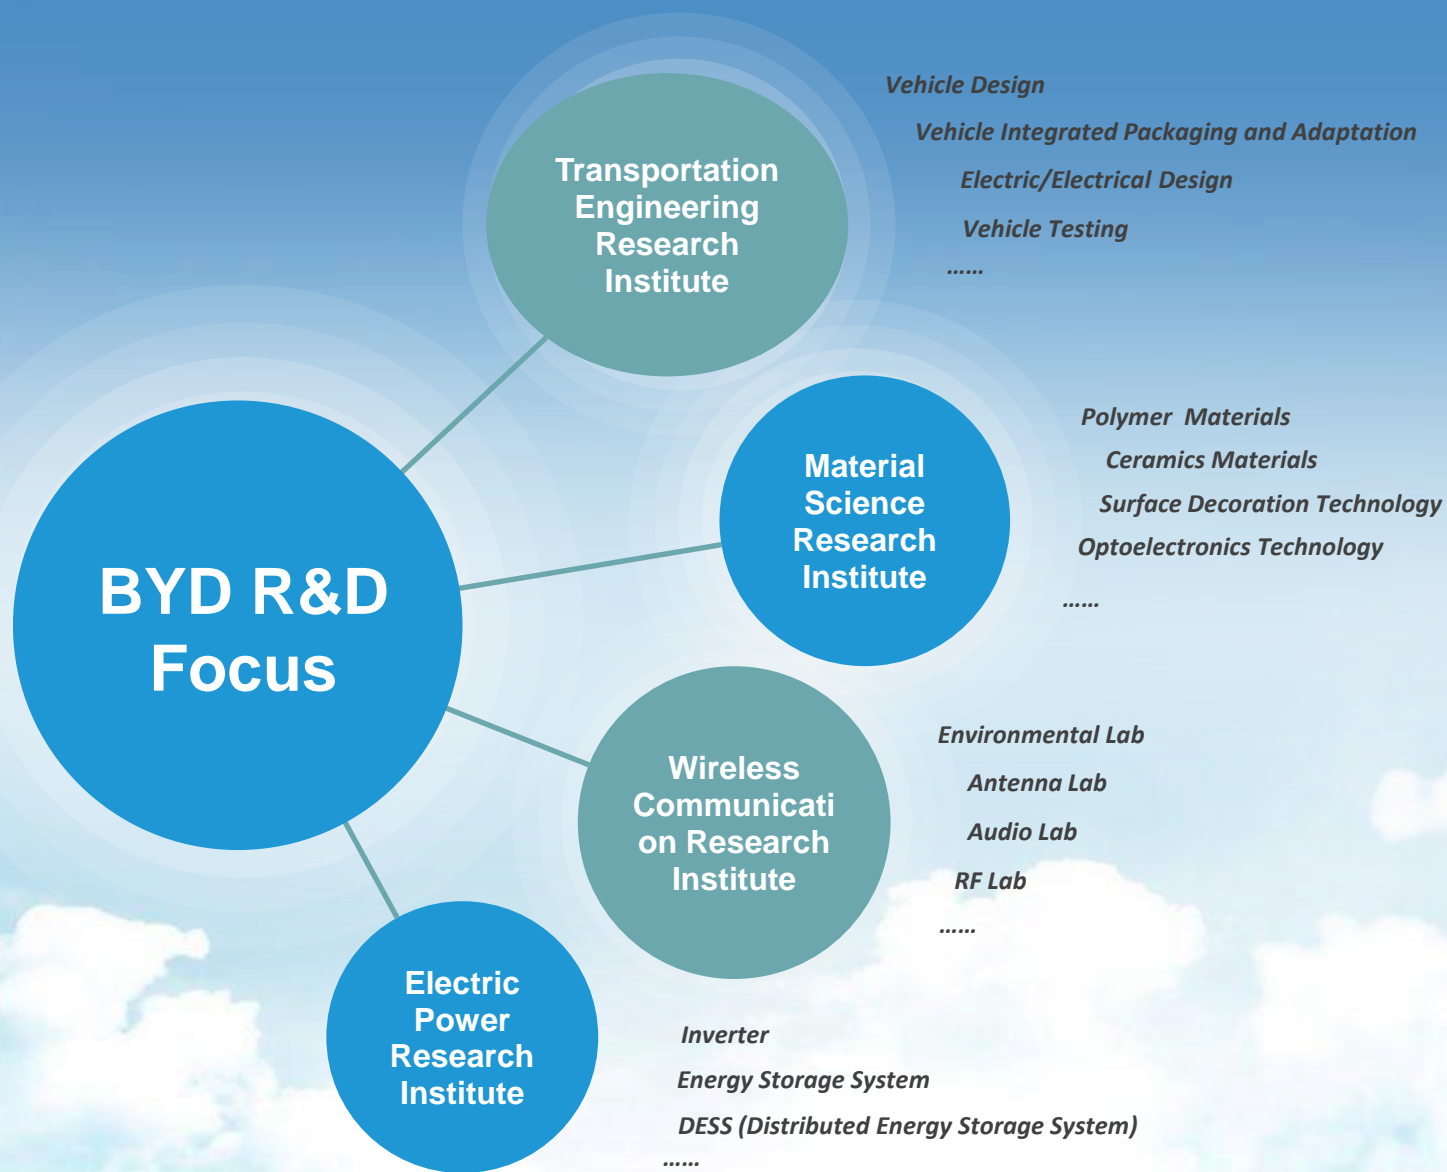 BYD R&D
Focus
Transportation
Engineering
Research
Institute
Vehicle Design
Vehicle Integrated Packaging and Adaptation
Electric/Electrical Design
Vehicle Testing
……
Material
Science
Research
Institute
Polymer  Materials
Ceramics Materials
Surface Decoration Technology
Optoelectronics Technology
……
Wireless
Communicati
on Research
Institute
Environmental Lab
Antenna Lab
Audio Lab
RF Lab
……
Electric
Power
Research
Institute
Inverter
Energy Storage System
DESS (Distributed Energy Storage System)
……